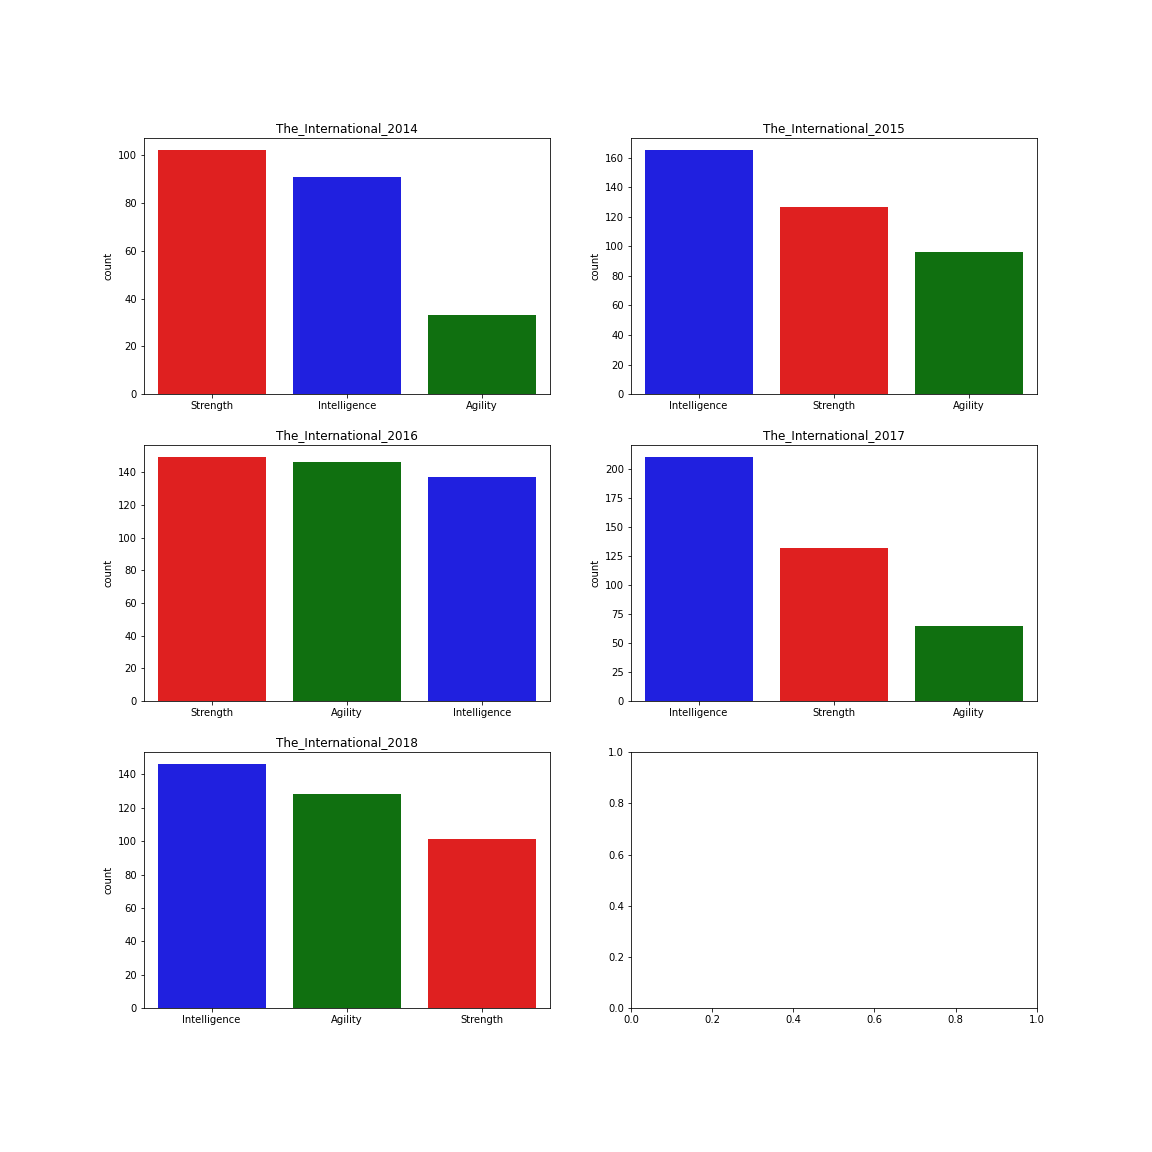 The_International_2014
100
80
60
40
20
0
count
Strength Intelligence Agility
The_International_2015
160
140
120
100
80
60
40
20
0
count
Intelligence Strength Agility
The_International_2016
140
120
100
80
60
40
20
0
count
Strength Agility Intelligence
The_International_2017
200
175
150
125
100
75
50
25
0
count
Intelligence Strength Agility
The_International_2018
140
120
100
80
60
40
20
0
count
Intelligence Agility Strength
1.0
0.8
0.6
0.4
0.2
0.0
0.0 0.2 0.4 0.6 0.8 1.0